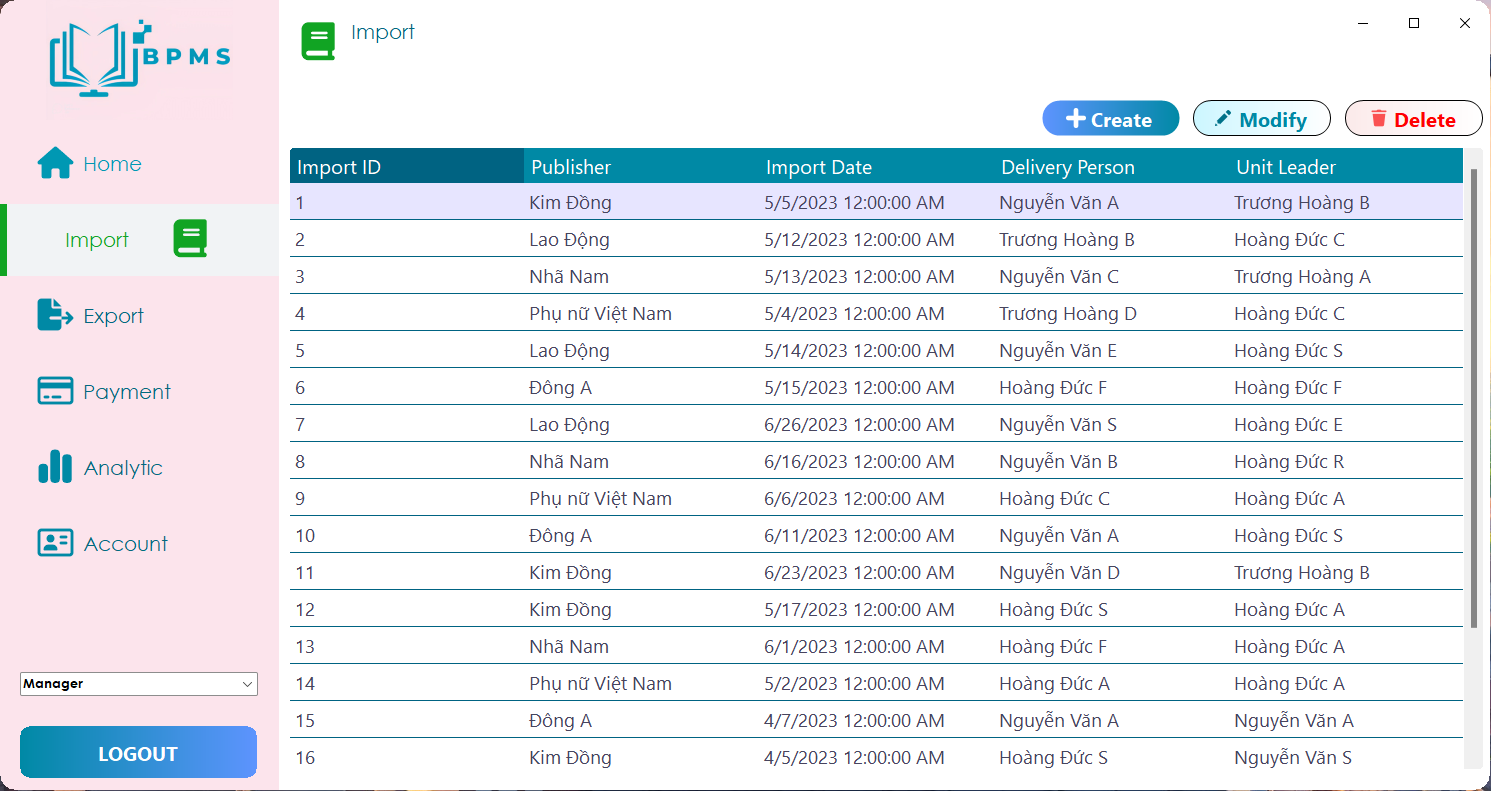 BPMS
Home
Import
Export
Payment
Analytic
Account
Manager
LOGOUT
Import
Create Modify Delete
Import ID Publisher Import Date Delivery Person Unit Leader
1 Kim Đồng 5/5/2023 12:00:00 AM Nguyễn Văn A Trương Hoàng B
2 Lao Động 5/12/2023 12:00:00 AM Trương Hoàng B Hoàng Đức C
3 Nhã Nam 5/13/2023 12:00:00 AM Nguyễn Văn C Trương Hoàng A
4 Phụ nữ Việt Nam 5/4/2023 12:00:00 AM Trương Hoàng D Hoàng Đức C
5 Lao Động 5/14/2023 12:00:00 AM Nguyễn Văn E Hoàng Đức S
6 Đông A 5/15/2023 12:00:00 AM Hoàng Đức F Hoàng Đức F
7 Lao Động 6/26/2023 12:00:00 AM Nguyễn Văn S Hoàng Đức E
8 Nhã Nam 6/16/2023 12:00:00 AM Nguyễn Văn B Hoàng Đức R
9 Phụ nữ Việt Nam 6/6/2023 12:00:00 AM Hoàng Đức C Hoàng Đức A
10 Đông A 6/11/2023 12:00:00 AM Nguyễn Văn A Hoàng Đức S
11 Kim Đồng 6/23/2023 12:00:00 AM Nguyễn Văn D Trương Hoàng B
12 Kim Đồng 5/17/2023 12:00:00 AM Hoàng Đức S Hoàng Đức A
13 Nhã Nam 6/1/2023 12:00:00 AM Hoàng Đức F Hoàng Đức A
14 Phụ nữ Việt Nam 5/2/2023 12:00:00 AM Hoàng Đức A Hoàng Đức A
15 Đông A 4/7/2023 12:00:00 AM Nguyễn Văn A Nguyễn Văn A
16 Kim Đồng 4/5/2023 12:00:00 AM Hoàng Đức S Nguyễn Văn S